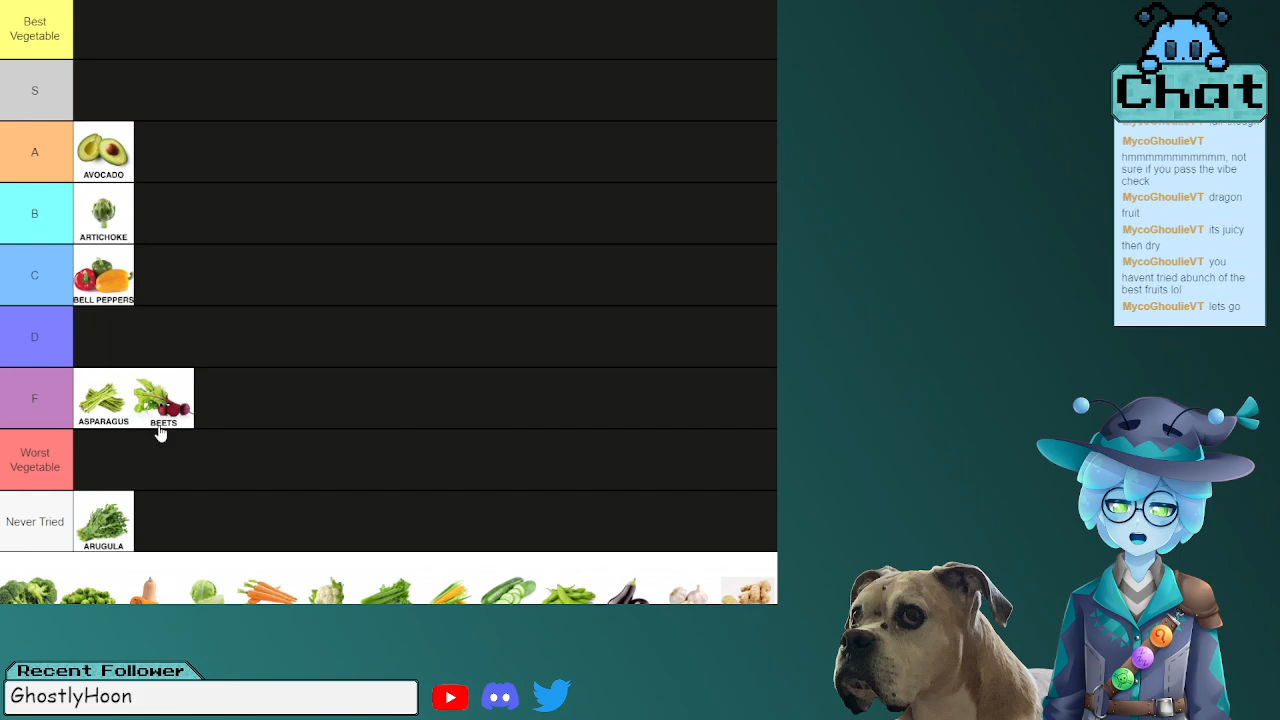 Best
Vegetable
S
A
AVOCADO
B
ARTICHOKE
C
BELL PEPPERS
D
F
ASPARAGUS
BEETS
Worst
Vegetable
Never Tried
ARUGULA
Chat
MycoGhoulieVT
MycoGhoulieVT
hmmmmmmmmmmm, not
sure if you pass the vibe
check
MycoGhoulieVT dragon
fruit
MycoGhoulieVT its juicy
then dry
MycoGhoulieVT you
havent tried abunch of the
best fruits lol
MycoGhoulieVT lets go
Recent Follower
GhostlyHoon